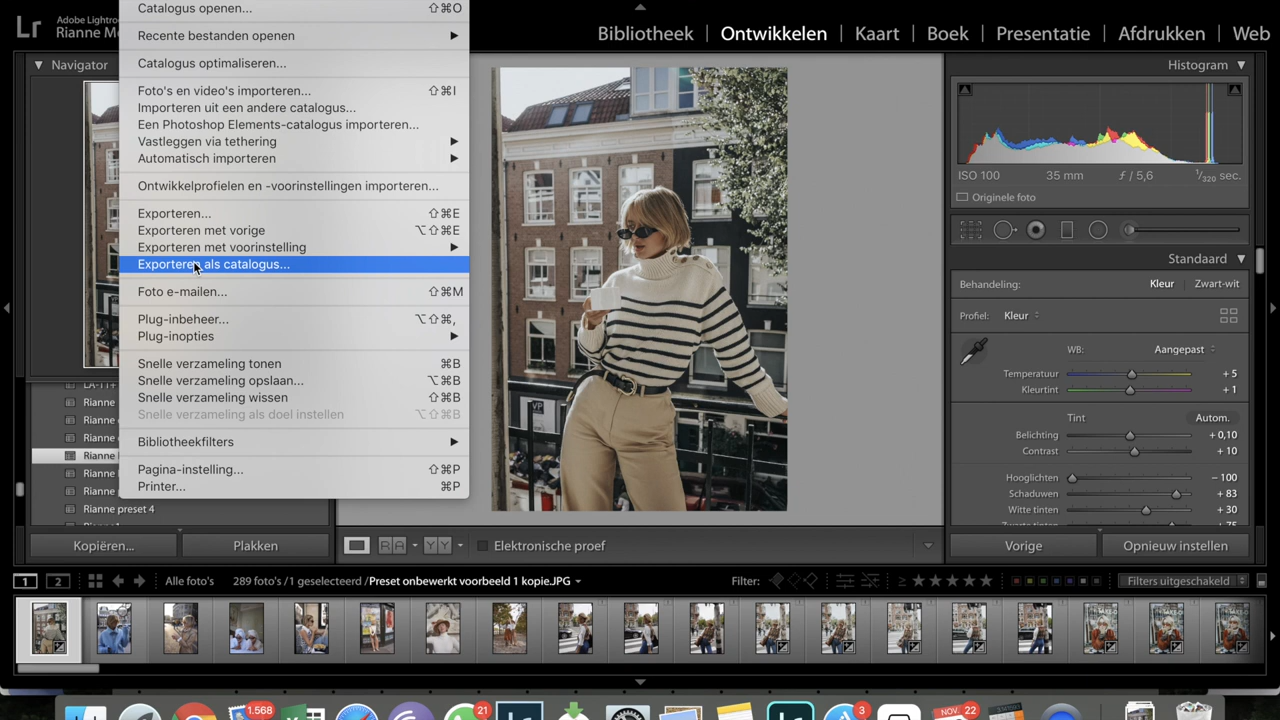 Adobe Lightro
Rianne M
Bibliotheek | Ontwikkelen | Kaart | Boek | Presentatie | Afdrukken | Web
Navigator
Catalogus openen... ⇧⌘O
Recente bestanden openen
Catalogus optimaliseren...
Foto's en video's importeren... ⇧⌘I
Importeren uit een andere catalogus...
Een Photoshop Elements-catalogus importeren...
Vastleggen via tethering
Automatisch importeren
Ontwikkelprofielen en -voorinstellingen importeren...
Exporteren... ⇧⌘E
Exporteren met vorige ⌥⇧⌘E
Exporteren met voorinstelling
Exporteren als catalogus...
Foto e-mailen... ⇧⌘M
Plug-inbeheer... ⌥⇧⌘,
Plug-inopties
Snelle verzameling tonen ⌘B
Snelle verzameling opslaan... ⌥⌘B
Snelle verzameling wissen ⇧⌘B
Snelle verzameling als doel instellen ⌥⇧⌘B
Bibliotheekfilters
Pagina-instelling... ⇧⌘P
Printer... ⌘P
Rianne
Rianne
Rianne
Rianne
Rianne
Rianne
Rianne preset 4
Kopiëren... Plakken
VP
Histogram
ISO 100 35 mm ƒ / 5,6 1/320 sec.
Originele foto
Standaard
Behandeling: Kleur Zwart-wit
Profiel: Kleur
WB: Aangepast
Temperatuur + 5
Kleurtint + 1
Tint Autom.
Belichting + 0,10
Contrast + 10
Hooglichten − 100
Schaduwen + 83
Witte tinten + 30
Zwarte tinten + 75
RA YY Elektronische proef
Vorige Opnieuw instellen
1 2 Alle foto's 289 foto's /1 geselecteerd /Preset onbewerkt voorbeeld 1 kopie.JPG Filter: ≥ ★★★★★ Filters uitgeschakeld
1.568 21 3 NOV. 22